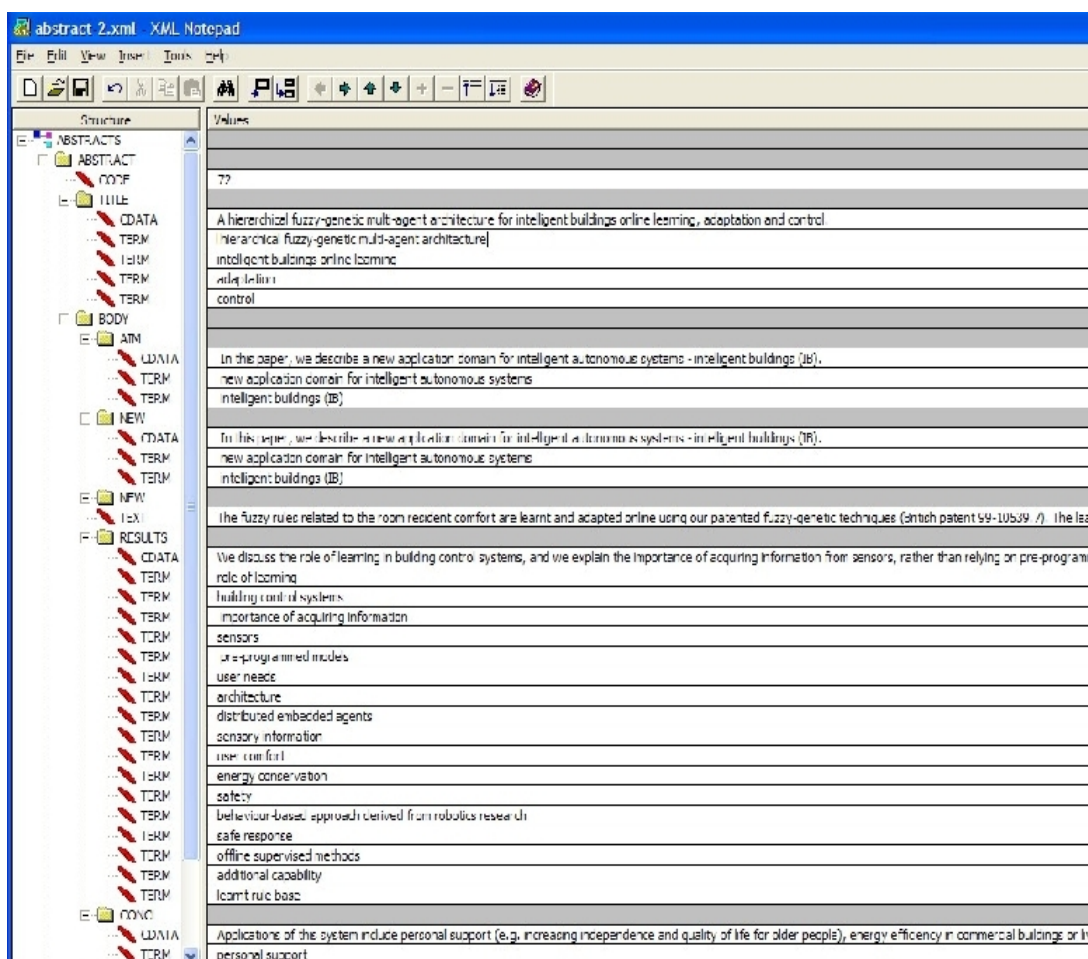 abstract 2.xml - XML Notepad
File Edit View Insert Tools Help
Structure Values
ABSTRACTS
ABSTRACT
CODE 72
TITLE
CDATA A hierarchical fuzzy-genetic multi-agent architecture for intelligent buildings online learning, adaptation and control.
TERM hierarchical fuzzy-genetic multi-agent architecture
TERM intelligent buildings online learning
TERM adaptation
TERM control
BODY
AIM
CDATA In this paper, we describe a new application domain for intelligent autonomous systems - intelligent buildings (IB).
TERM new application domain for intelligent autonomous systems
TERM intelligent buildings (IB)
NEW
CDATA In this paper, we describe a new application domain for intelligent autonomous systems - intelligent buildings (IB).
TERM new application domain for intelligent autonomous systems
TERM intelligent buildings (IB)
NEW
TEXT The fuzzy rules related to the room resident comfort are learnt and adapted online using our patented fuzzy-genetic techniques (British patent 99-10539.7). The lea
RESULTS
CDATA We discuss the role of learning in building control systems, and we explain the importance of acquiring information from sensors, rather than relying on pre-program
TERM role of learning
TERM building control systems
TERM importance of acquiring information
TERM sensors
TERM pre-programmed models
TERM user needs
TERM architecture
TERM distributed embedded agents
TERM sensory information
TERM user comfort
TERM energy conservation
TERM safety
TERM behaviour-based approach derived from robotics research
TERM safe response
TERM offline supervised methods
TERM additional capability
TERM learnt rule base
CONC
CDATA Applications of this system include personal support (e.g. increasing independence and quality of life for older people), energy efficiency in commercial buildings or
TERM personal support